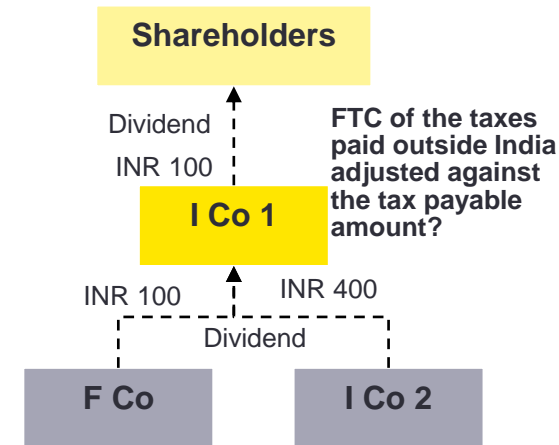 Shareholders
Dividend
INR 100
FTC of the taxes
paid outside India
adjusted against
the tax payable
amount?
I Co 1
INR 100
INR 400
Dividend
F Co
I Co 2